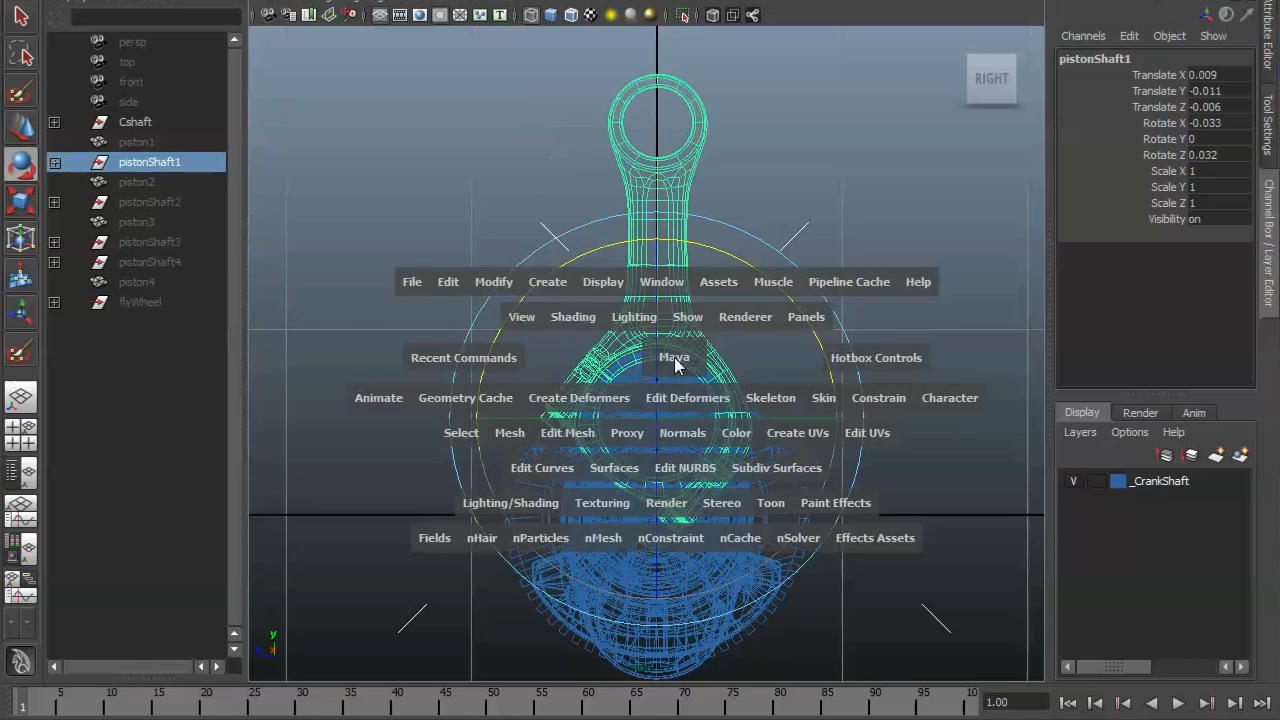 pistonShaft1
Channels Edit Object Show
persp
top
front
side
Cshaft
piston1
pistonShaft1
piston2
pistonShaft2
piston3
pistonShaft3
pistonShaft4
piston4
flyWheel
RIGHT
Translate X 0.009
Translate Y -0.011
Translate Z -0.006
Rotate X -0.033
Rotate Y 0
Rotate Z 0.032
Scale X 1
Scale Y 1
Scale Z 1
Visibility on
Attribute Editor
Tool Settings
Channel Box / Layer Editor
File Edit Modify Create Display Window Assets Muscle Pipeline Cache Help
View Shading Lighting Show Renderer Panels
Recent Commands Maya Hotbox Controls
Animate Geometry Cache Create Deformers Edit Deformers Skeleton Skin Constrain Character
Select Mesh Edit Mesh Proxy Normals Color Create UVs Edit UVs
Edit Curves Surfaces Edit NURBS Subdiv Surfaces
Lighting/Shading Texturing Render Stereo Toon Paint Effects
Fields nHair nParticles nMesh nConstraint nCache nSolver Effects Assets
Display Render Anim
Layers Options Help
V _CrankShaft
y
1 5 10 15 20 25 30 35 40 45 50 55 60 65 70 75 80 85 90 95 10
1.00